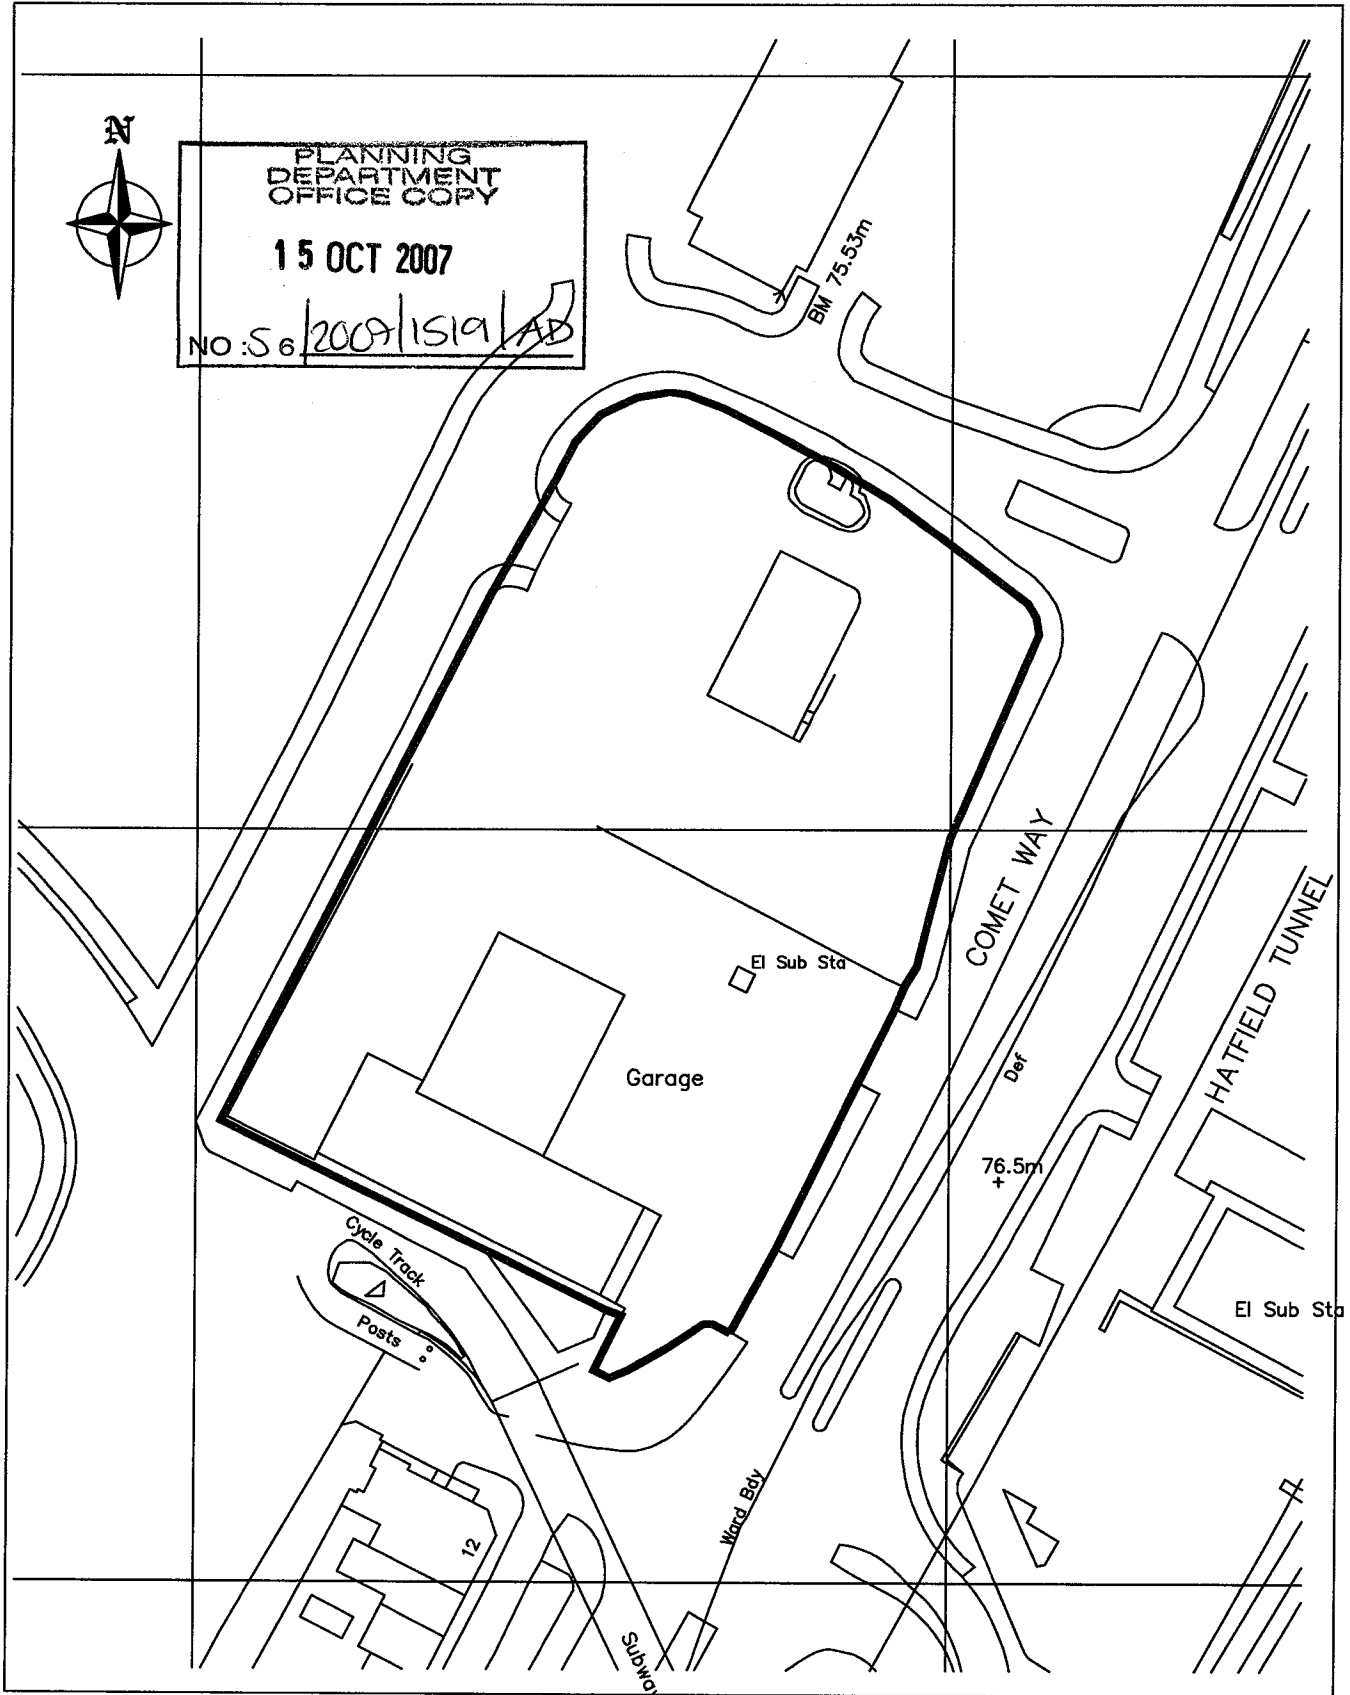 N
PLANNING
DEPARTMENT
OFFICE COPY
15 OCT 2007
NO :S6/2007/1519/AD
BM 75.53m
COMET WAY
HATFIELD TUNNEL
El Sub Sta
Garage
Def
76.5m
+
Cycle Track
Posts
El Sub Sta
Ward Bdy
12
Subway